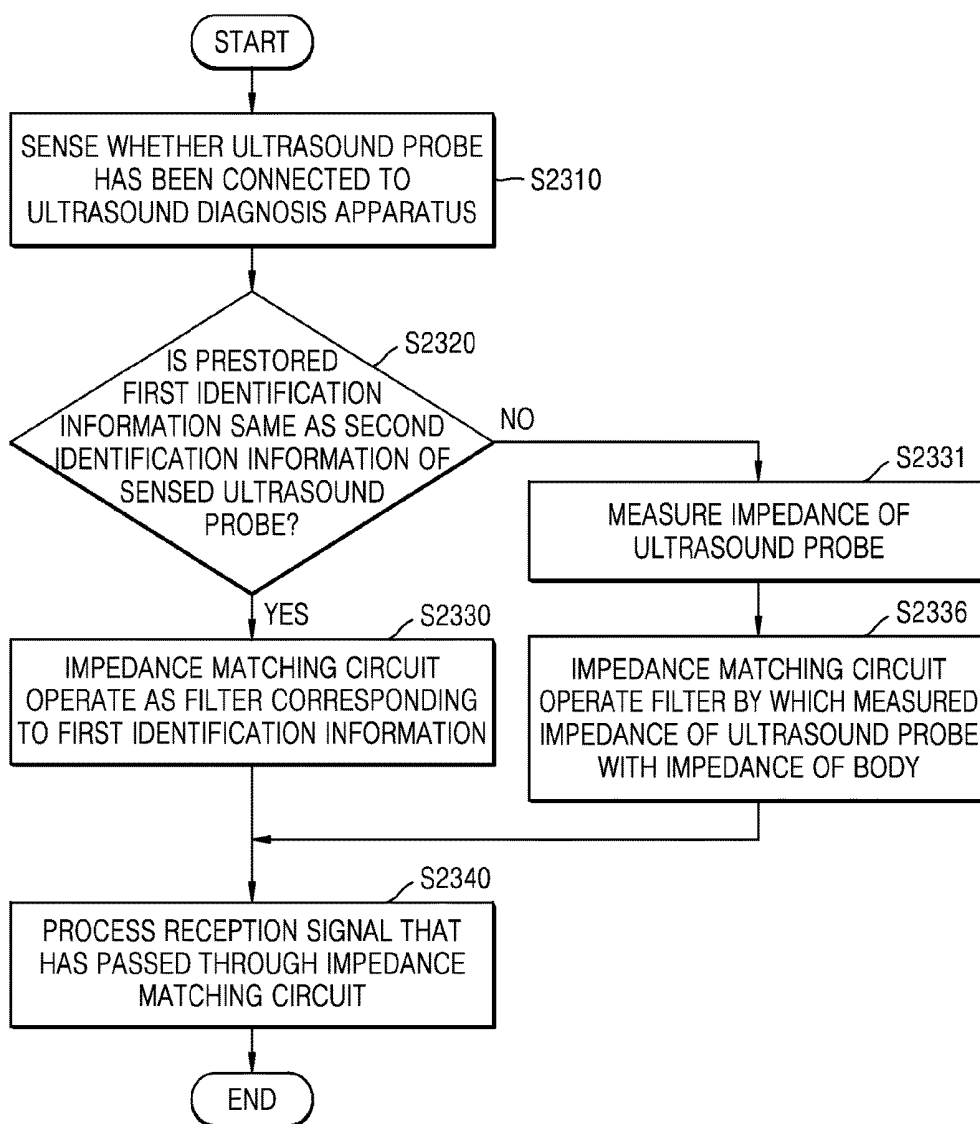 START
SENSE WHETHER ULTRASOUND PROBE
HAS BEEN CONNECTED TO
ULTRASOUND DIAGNOSIS APPARATUS
S2310
S2320
IS PRESTORED
FIRST IDENTIFICATION
INFORMATION SAME AS SECOND
IDENTIFICATION INFORMATION OF
SENSED ULTRASOUND
PROBE?
NO
YES
S2331
MEASURE IMPEDANCE OF
ULTRASOUND PROBE
S2330
IMPEDANCE MATCHING CIRCUIT
OPERATE AS FILTER CORRESPONDING
TO FIRST IDENTIFICATION INFORMATION
S2336
IMPEDANCE MATCHING CIRCUIT
OPERATE FILTER BY WHICH MEASURED
IMPEDANCE OF ULTRASOUND PROBE
WITH IMPEDANCE OF BODY
S2340
PROCESS RECEPTION SIGNAL THAT
HAS PASSED THROUGH IMPEDANCE
MATCHING CIRCUIT
END